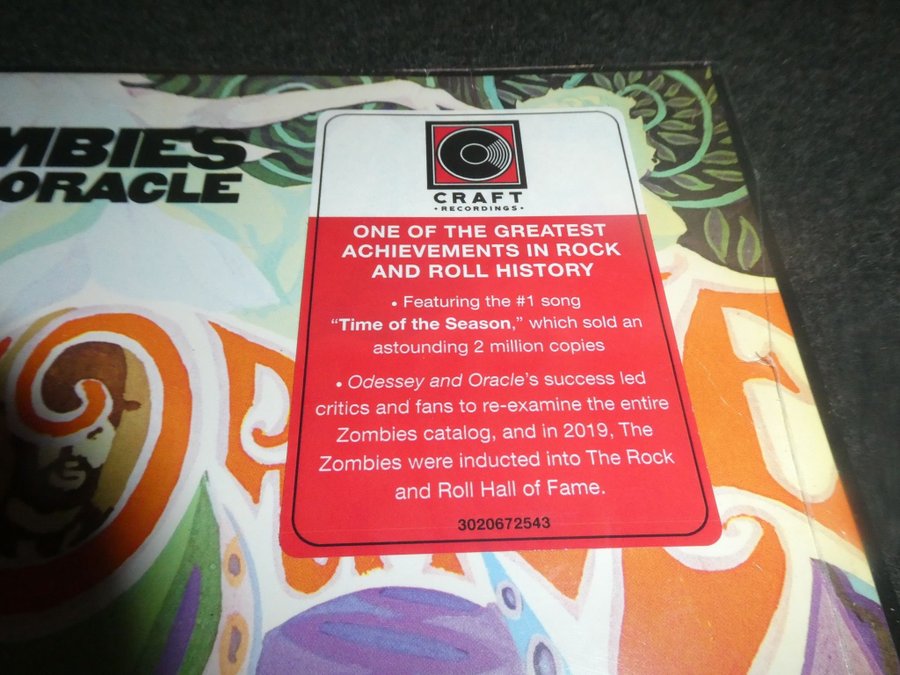 MBIES
ORACLE
CRAFT
•RECORDINGS•
ONE OF THE GREATEST
ACHIEVEMENTS IN ROCK
AND ROLL HISTORY
• Featuring the #1 song
“Time of the Season,” which sold an
astounding 2 million copies
• Odessey and Oracle’s success led
critics and fans to re-examine the entire
Zombies catalog, and in 2019, The
Zombies were inducted into The Rock
and Roll Hall of Fame.
3020672543